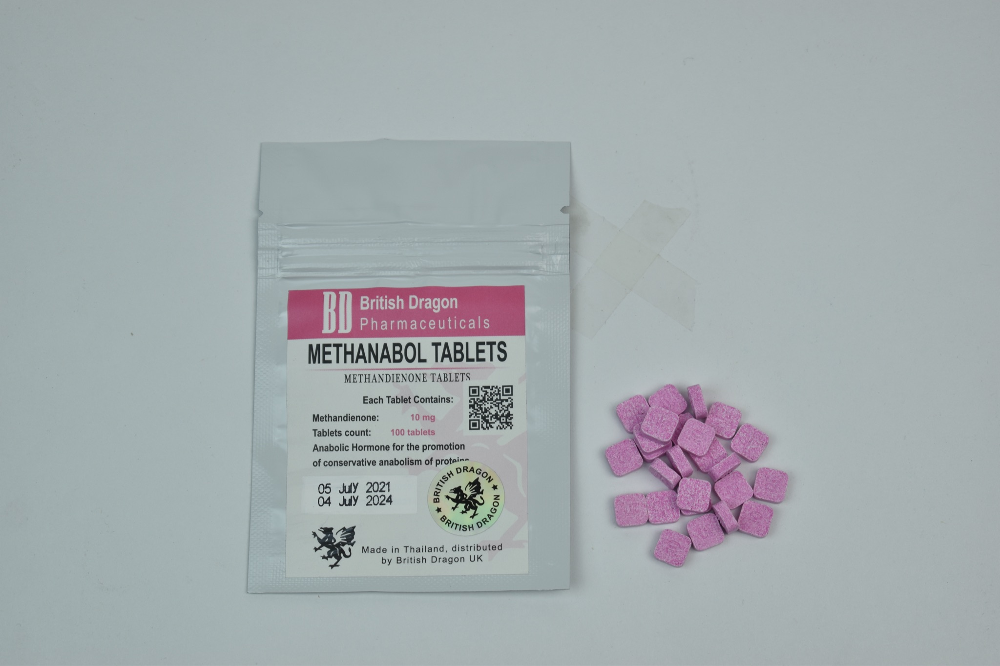 BD
British Dragon
Pharmaceuticals
METHANABOL TABLETS
METHANDIENONE TABLETS
Each Tablet Contains:
Methandienone: 10 mg
Tablets count: 100 tablets
Anabolic Hormone for the promotion
of conservative anabolism of proteins
05 July 2021
04 July 2024
BRITISH DRAGON
BRITISH DRAGON
Made in Thailand, distributed
by British Dragon UK